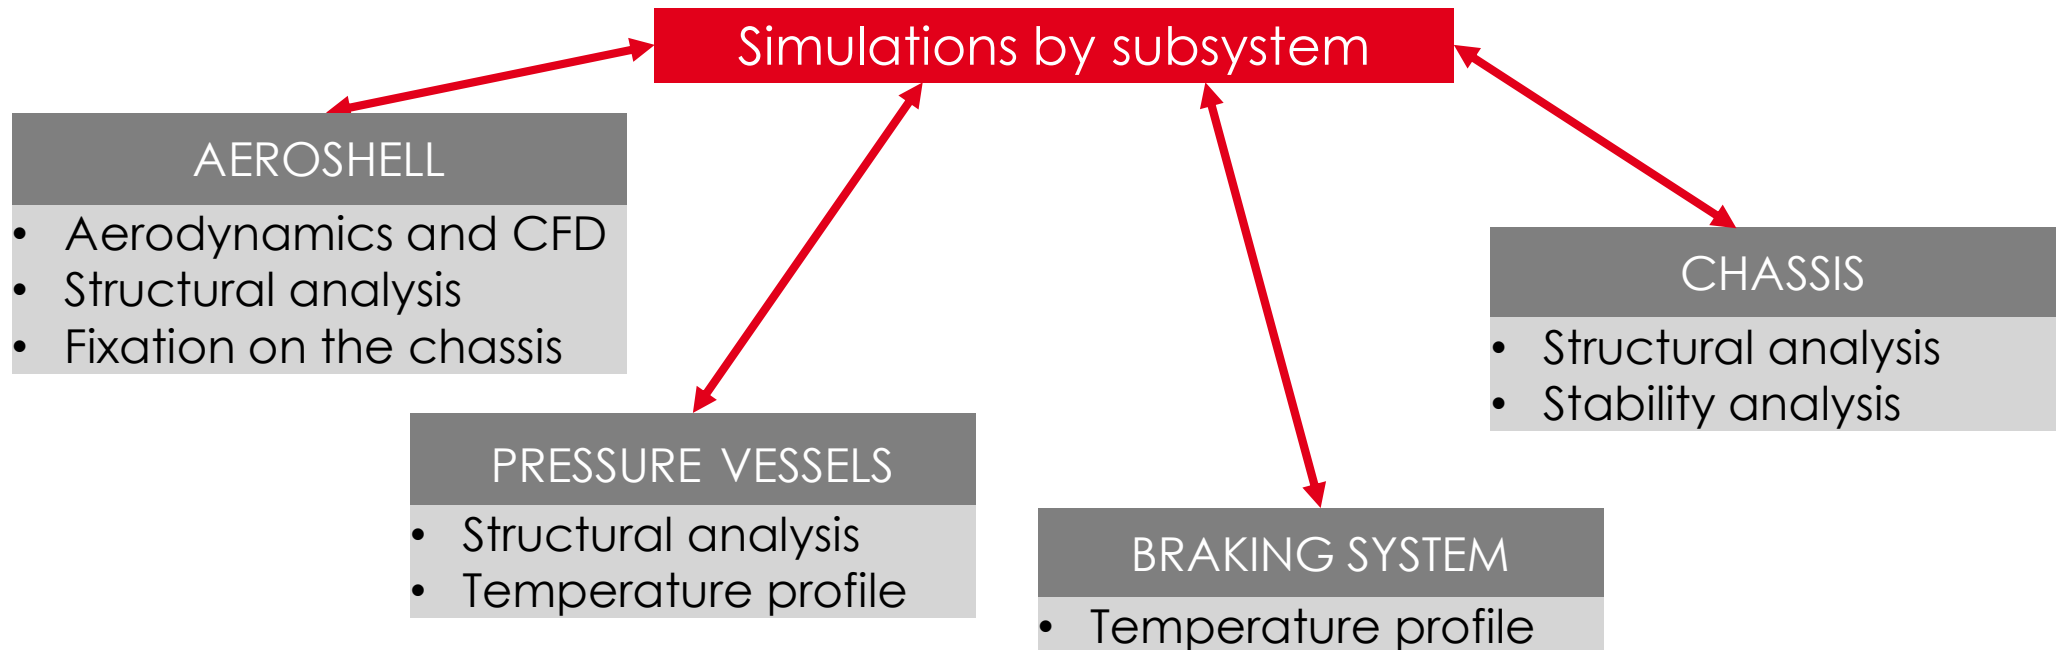 Simulations by subsystem
AEROSHELL
• Aerodynamics and CFD
• Structural analysis
• Fixation on the chassis
PRESSURE VESSELS
• Structural analysis
• Temperature profile
BRAKING SYSTEM
• Temperature profile
CHASSIS
• Structural analysis
• Stability analysis